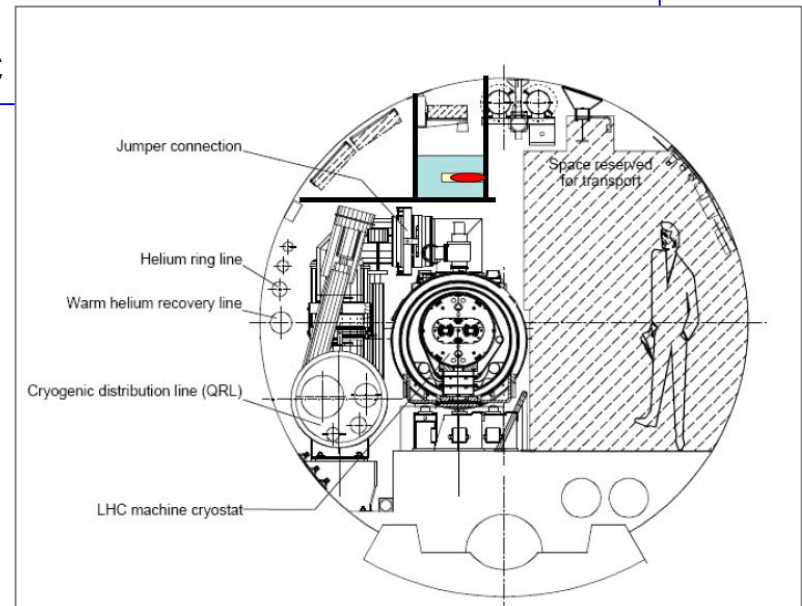 Jumper connection
Space reserved
for transport
Helium ring line
Warm helium recovery line
Cryogenic distribution line (QRL)
LHC machine cryostat